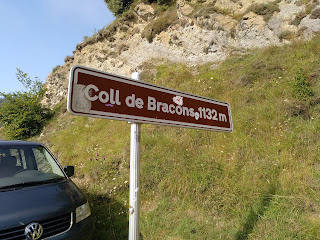 Coll de Bracons, 1132 m